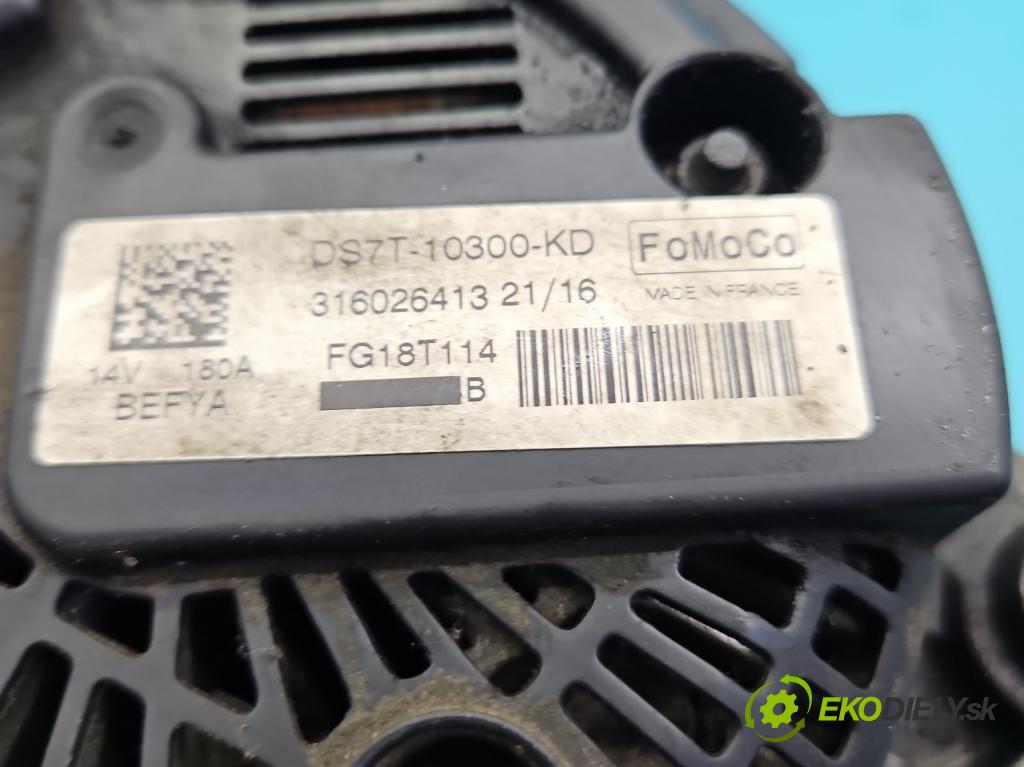 DS7T-10300-KD FoMoCo
316026413 21/16 MADE IN FRANCE
FG18T114
14V 180A
BEFYA
B
EKODIELY.sk